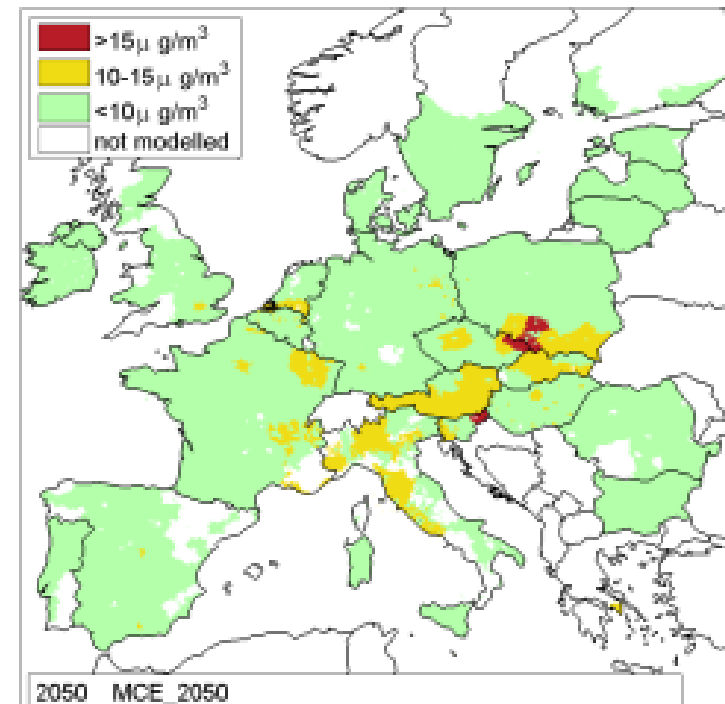 >15μ g/m³
10-15μ g/m³
<10μ g/m³
not modelled
2050 MCE_2050